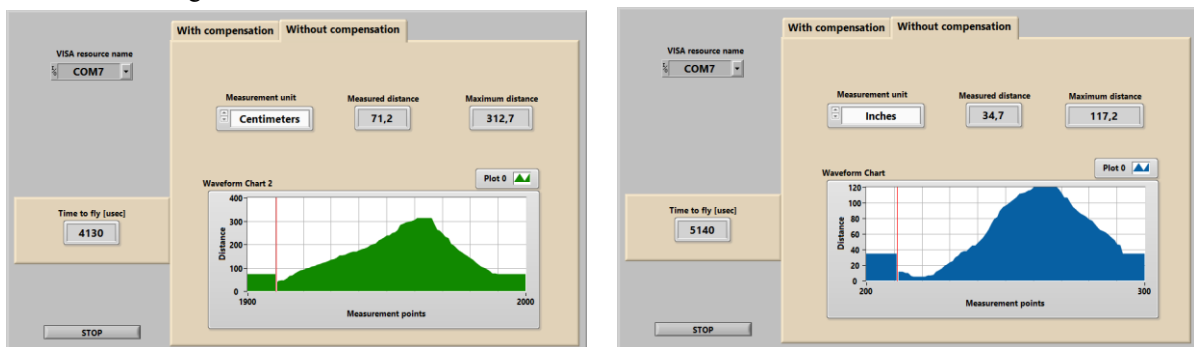 With compensation Without compensation
VISA resource name
COM7
Measurement unit Measured distance Maximum distance
Centimeters 71,2 312,7
Plot 0
Waveform Chart 2
400
300
200
100
0
Distance
1900 2000
Measurement points
Time to fly [usec]
4130
STOP
With compensation Without compensation
VISA resource name
COM7
Measurement unit Measured distance Maximum distance
Inches 34,7 117,2
Plot 0
Waveform Chart
120
100
80
60
40
20
0
Distance
200 300
Measurement points
Time to fly [usec]
5140
STOP